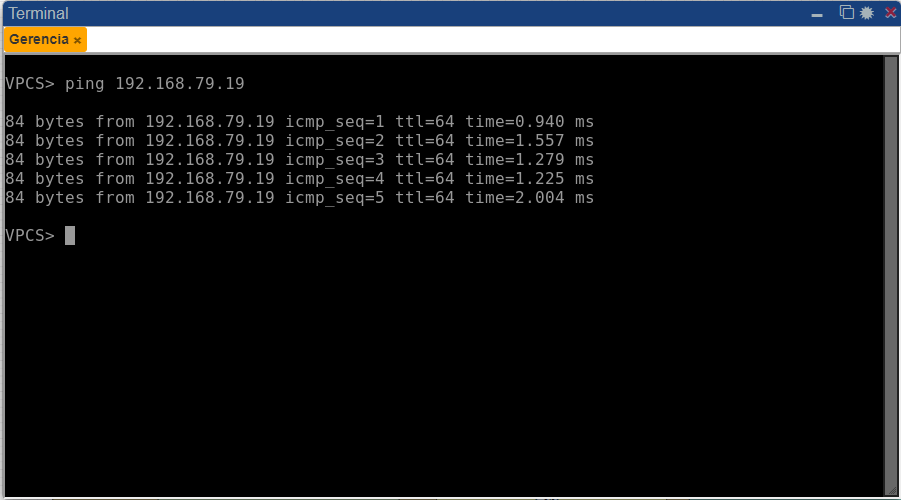 Terminal
Gerencia ×
VPCS> ping 192.168.79.19
84 bytes from 192.168.79.19 icmp_seq=1 ttl=64 time=0.940 ms
84 bytes from 192.168.79.19 icmp_seq=2 ttl=64 time=1.557 ms
84 bytes from 192.168.79.19 icmp_seq=3 ttl=64 time=1.279 ms
84 bytes from 192.168.79.19 icmp_seq=4 ttl=64 time=1.225 ms
84 bytes from 192.168.79.19 icmp_seq=5 ttl=64 time=2.004 ms
VPCS>